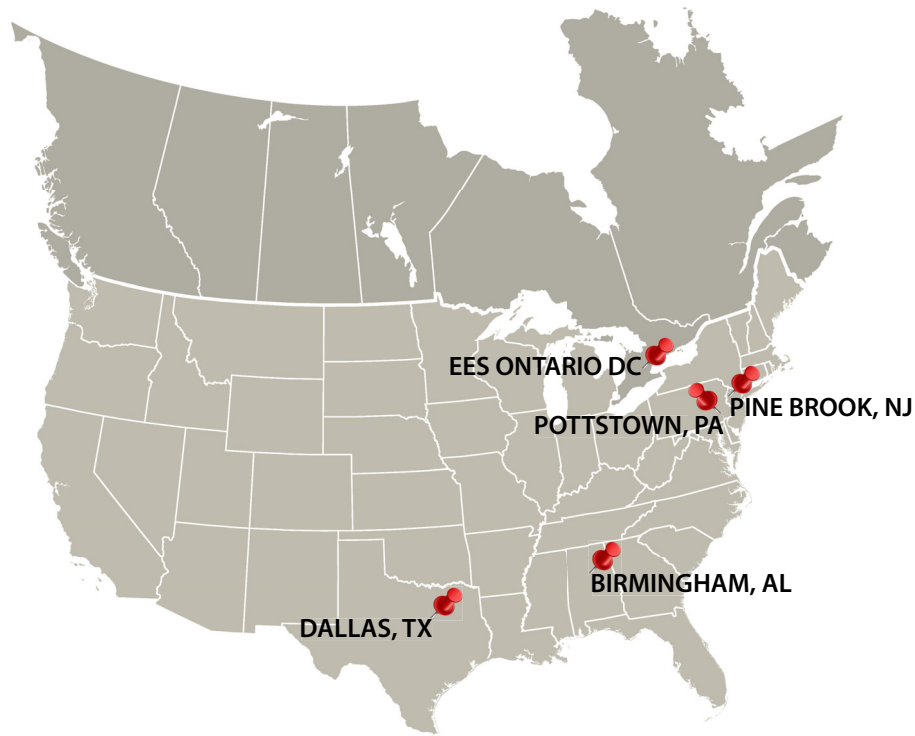 EES ONTARIO DC
PINE BROOK, NJ
POTTSTOWN, PA
BIRMINGHAM, AL
DALLAS, TX